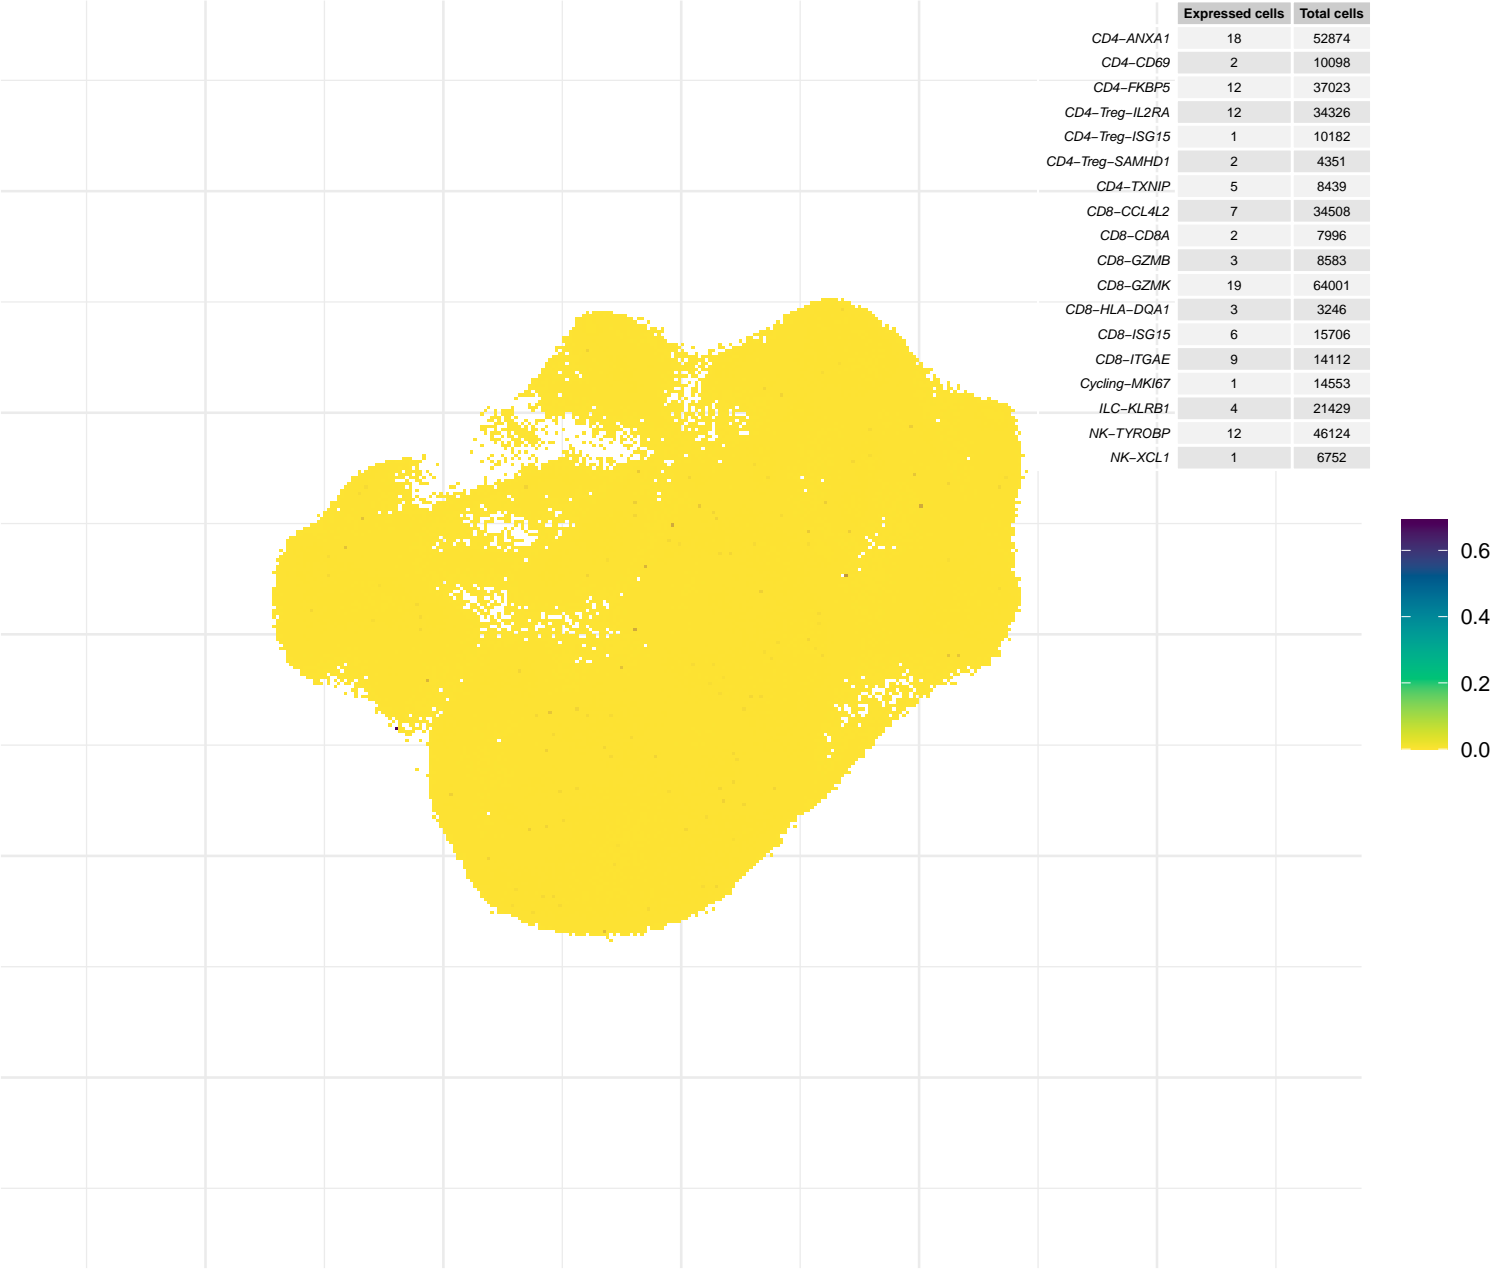 Expressed cells Total cells
CD4−ANXA1 18 52874
CD4−CD69 2 10098
CD4−FKBP5 12 37023
CD4−Treg−IL2RA 12 34326
CD4−Treg−ISG15 1 10182
CD4−Treg−SAMHD1 2 4351
CD4−TXNIP 5 8439
CD8−CCL4L2 7 34508
CD8−CD8A 2 7996
CD8−GZMB 3 8583
CD8−GZMK 19 64001
CD8−HLA−DQA1 3 3246
CD8−ISG15 6 15706
CD8−ITGAE 9 14112
Cycling−MKI67 1 14553
ILC−KLRB1 4 21429
NK−TYROBP 12 46124
NK−XCL1 1 6752
0.6
0.4
0.2
0.0